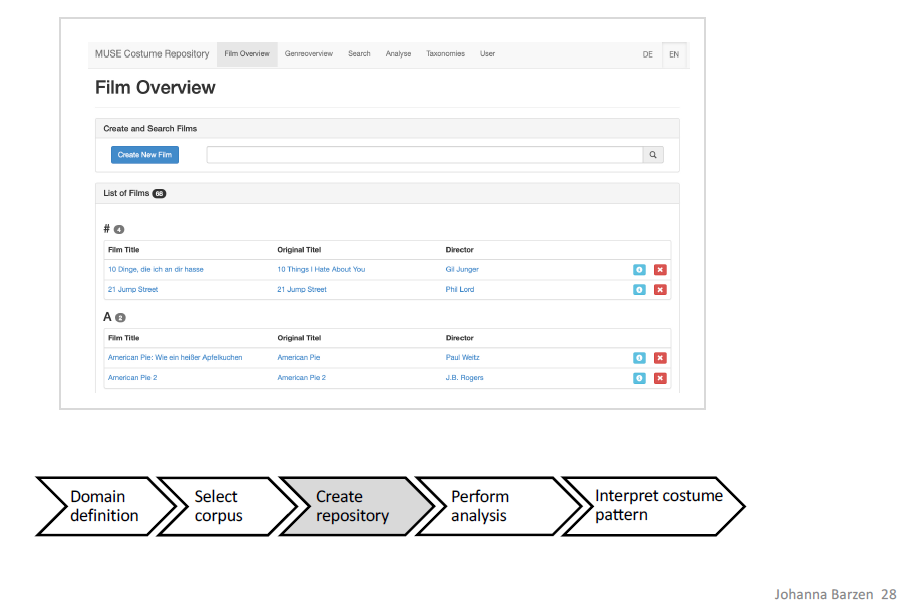 MUSE Costume Repository Film Overview Genreoverview Search Analyse Taxonomies User DE EN
Film Overview
Create and Search Films
Create New Film
List of Films 68
# 4
Film Title Original Titel Director
10 Dinge, die ich an dir hasse 10 Things I Hate About You Gil Junger
21 Jump Street 21 Jump Street Phil Lord
A 2
Film Title Original Titel Director
American Pie: Wie ein heißer Apfelkuchen American Pie Paul Weitz
American Pie 2 American Pie 2 J.B. Rogers
Domain
definition
Select
corpus
Create
repository
Perform
analysis
Interpret costume
pattern
Johanna Barzen 28